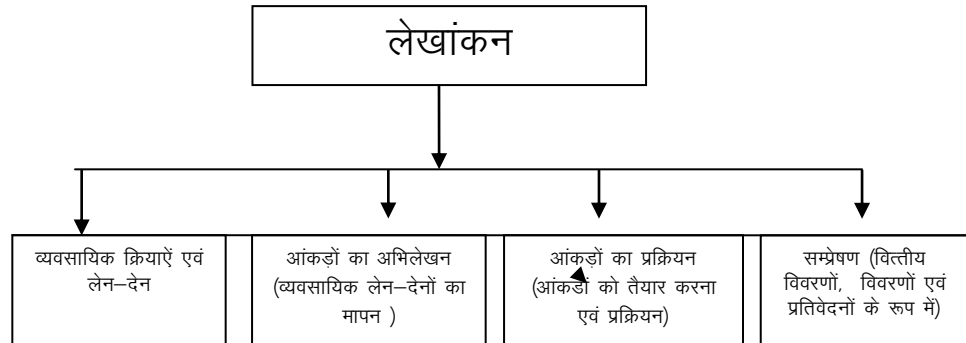 लेखांकन
व्यवसायिक क्रियाऐं एवं
लेन–देन
आंकड़ों का अभिलेखन
(व्यवसायिक लेन–देनों का
मापन )
आंकड़ों का प्रक्रियन
(आंकडों को तैयार करना
एवं प्रक्रियन)
सम्प्रेषण (वित्तीय
विवरणों, विवरणों एवं
प्रतिवेदनों के रूप में)